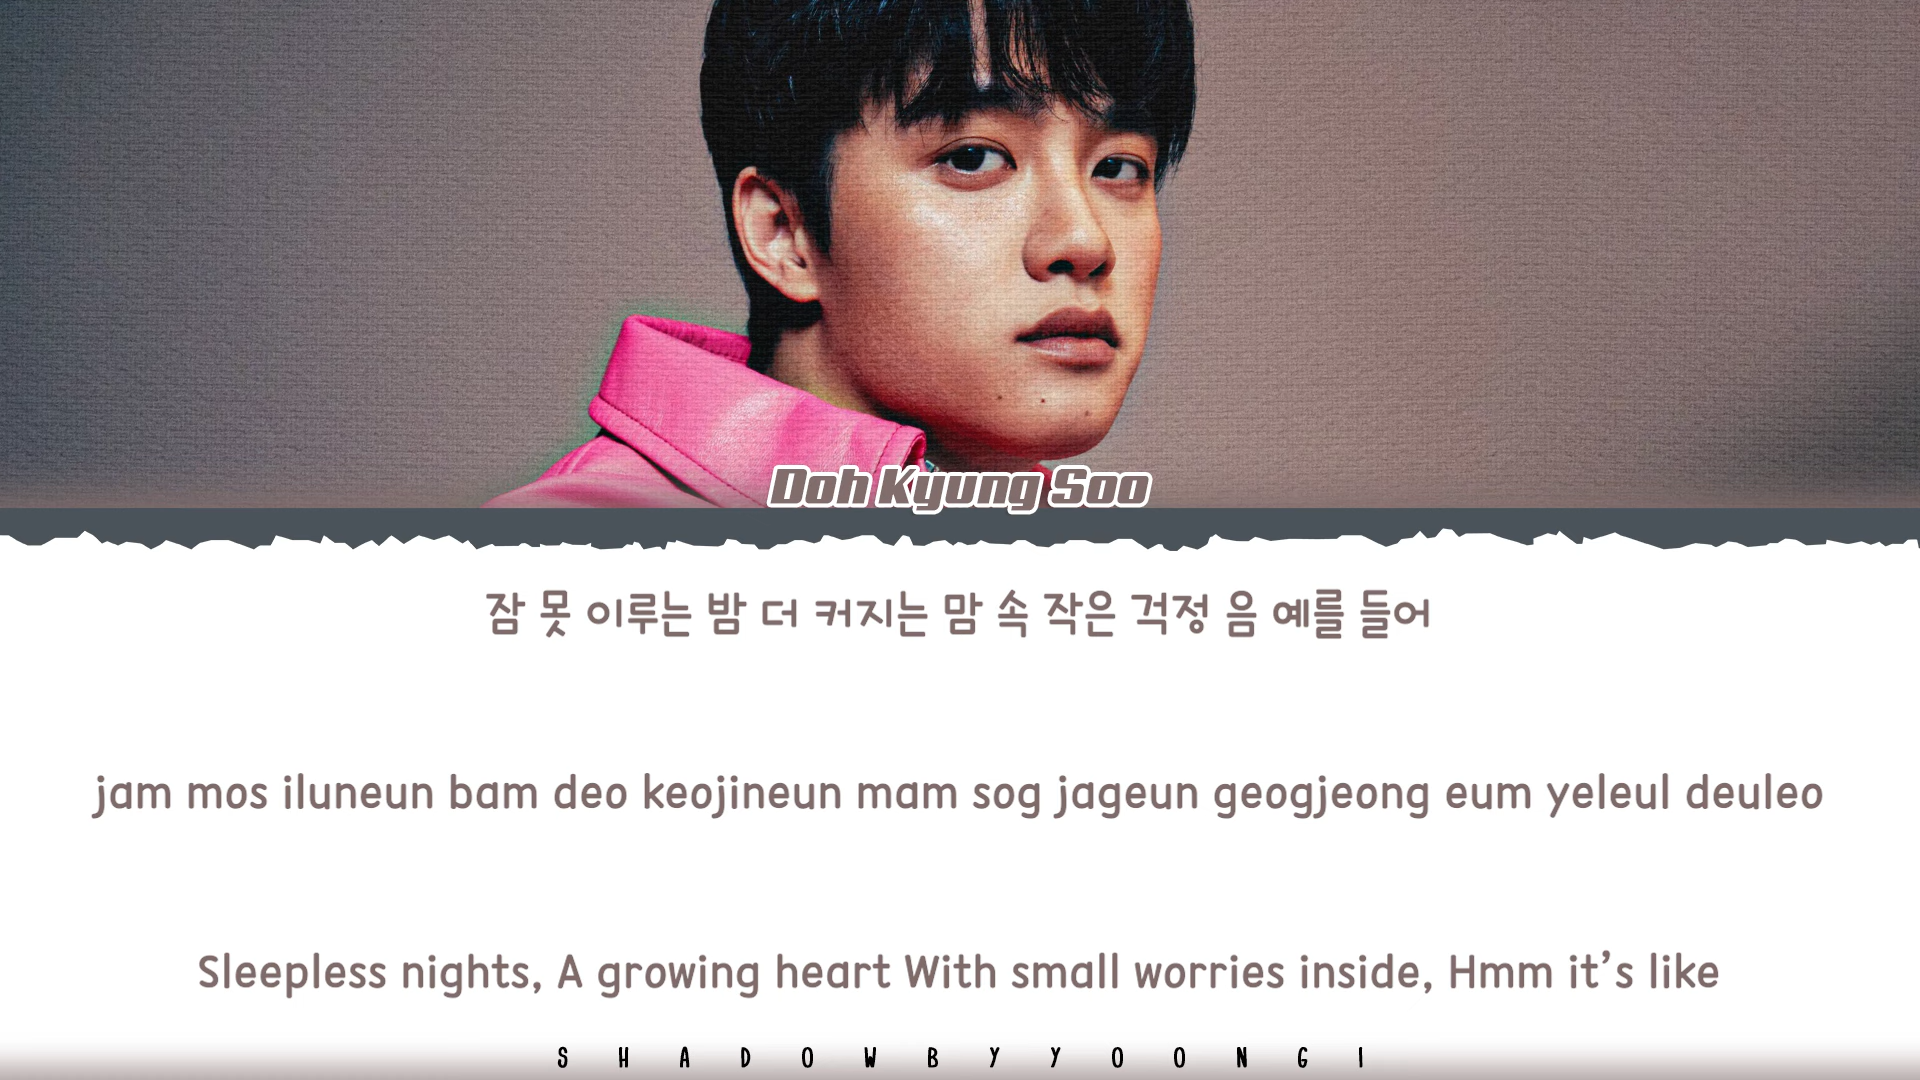 Doh Kyung Soo
잠 못 이루는 밤 더 커지는 맘 속 작은 걱정 음 예를 들어
jam mos iluneun bam deo keojineun mam sog jageun geogjeong eum yeleul deuleo
Sleepless nights, A growing heart With small worries inside, Hmm it’s like
SHADOWBYYOONGI